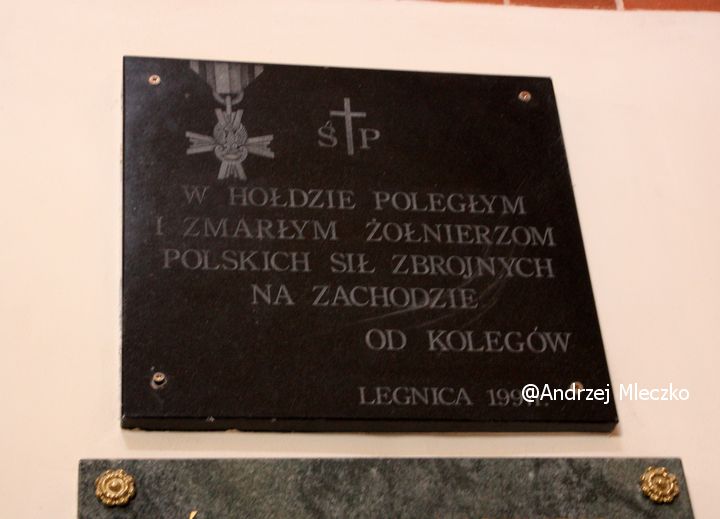 Ś P
W HOŁDZIE POLEGŁYM
I ZMARŁYM ŻOŁNIERZOM
POLSKICH SIŁ ZBROJNYCH
NA ZACHODZIE
OD KOLEGÓW
LEGNICA
@Andrzej Mleczko